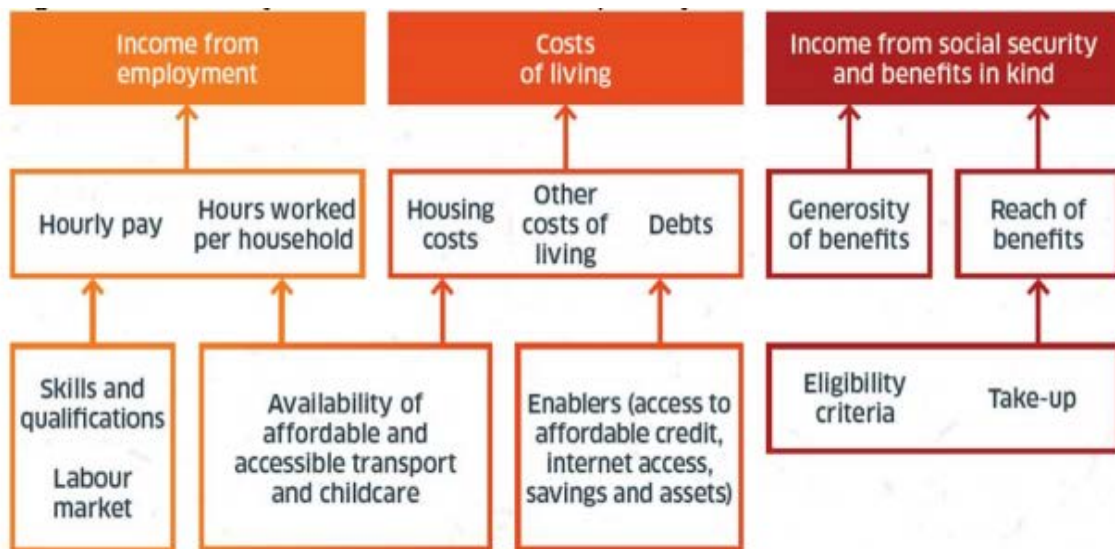 Income from
employment
Costs
of living
Income from social security
and benefits in kind
Hourly pay
Hours worked
per household
Housing
costs
Other
costs of
living
Debts
Generosity
of benefits
Reach of
benefits
Skills and
qualifications
Labour
market
Availability of
affordable and
accessible transport
and childcare
Enablers (access to
affordable credit,
internet access,
savings and assets)
Eligibility
criteria
Take-up